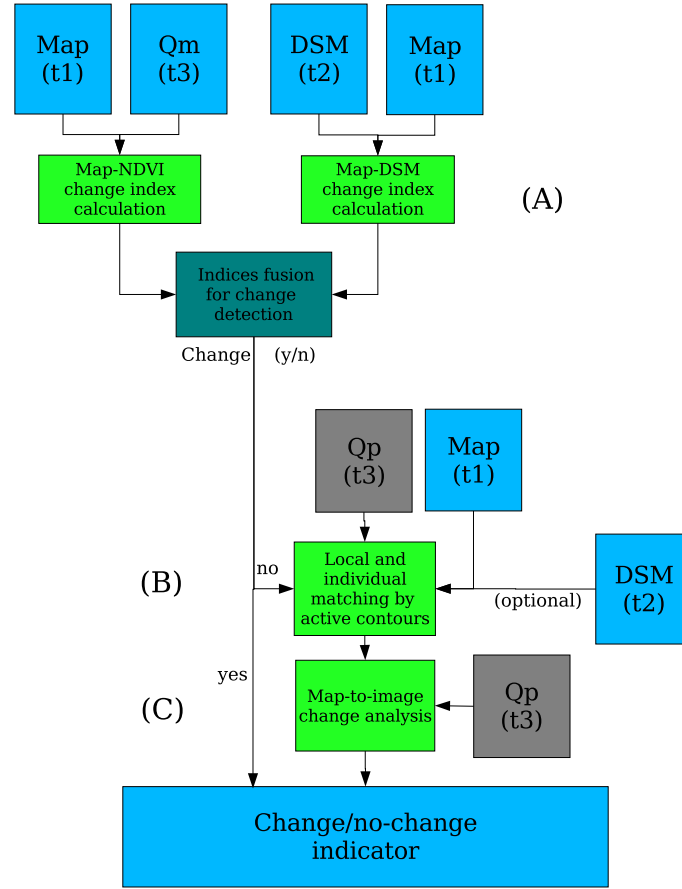 Map
(t1)
Qm
(t3)
DSM
(t2)
Map
(t1)
Map-NDVI
change index
calculation
Map-DSM
change index
calculation
(A)
Indices fusion
for change
detection
Change (y/n)
Qp
(t3)
Map
(t1)
(B)
no
Local and
individual
matching by
active contours
(optional)
DSM
(t2)
yes
(C)
Map-to-image
change analysis
Qp
(t3)
Change/no-change
indicator